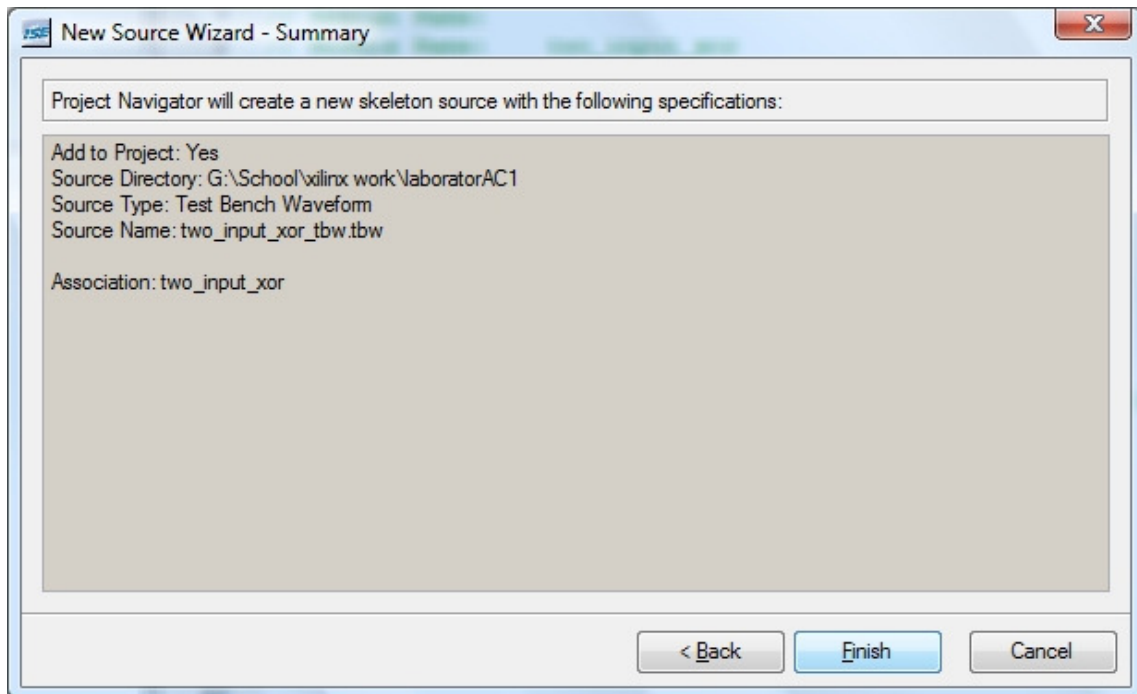 ISE New Source Wizard - Summary
Project Navigator will create a new skeleton source with the following specifications:
Add to Project: Yes
Source Directory: G:\School\xilinx work\laboratorAC1
Source Type: Test Bench Waveform
Source Name: two_input_xor_tbw.tbw
Association: two_input_xor
< Back Finish Cancel